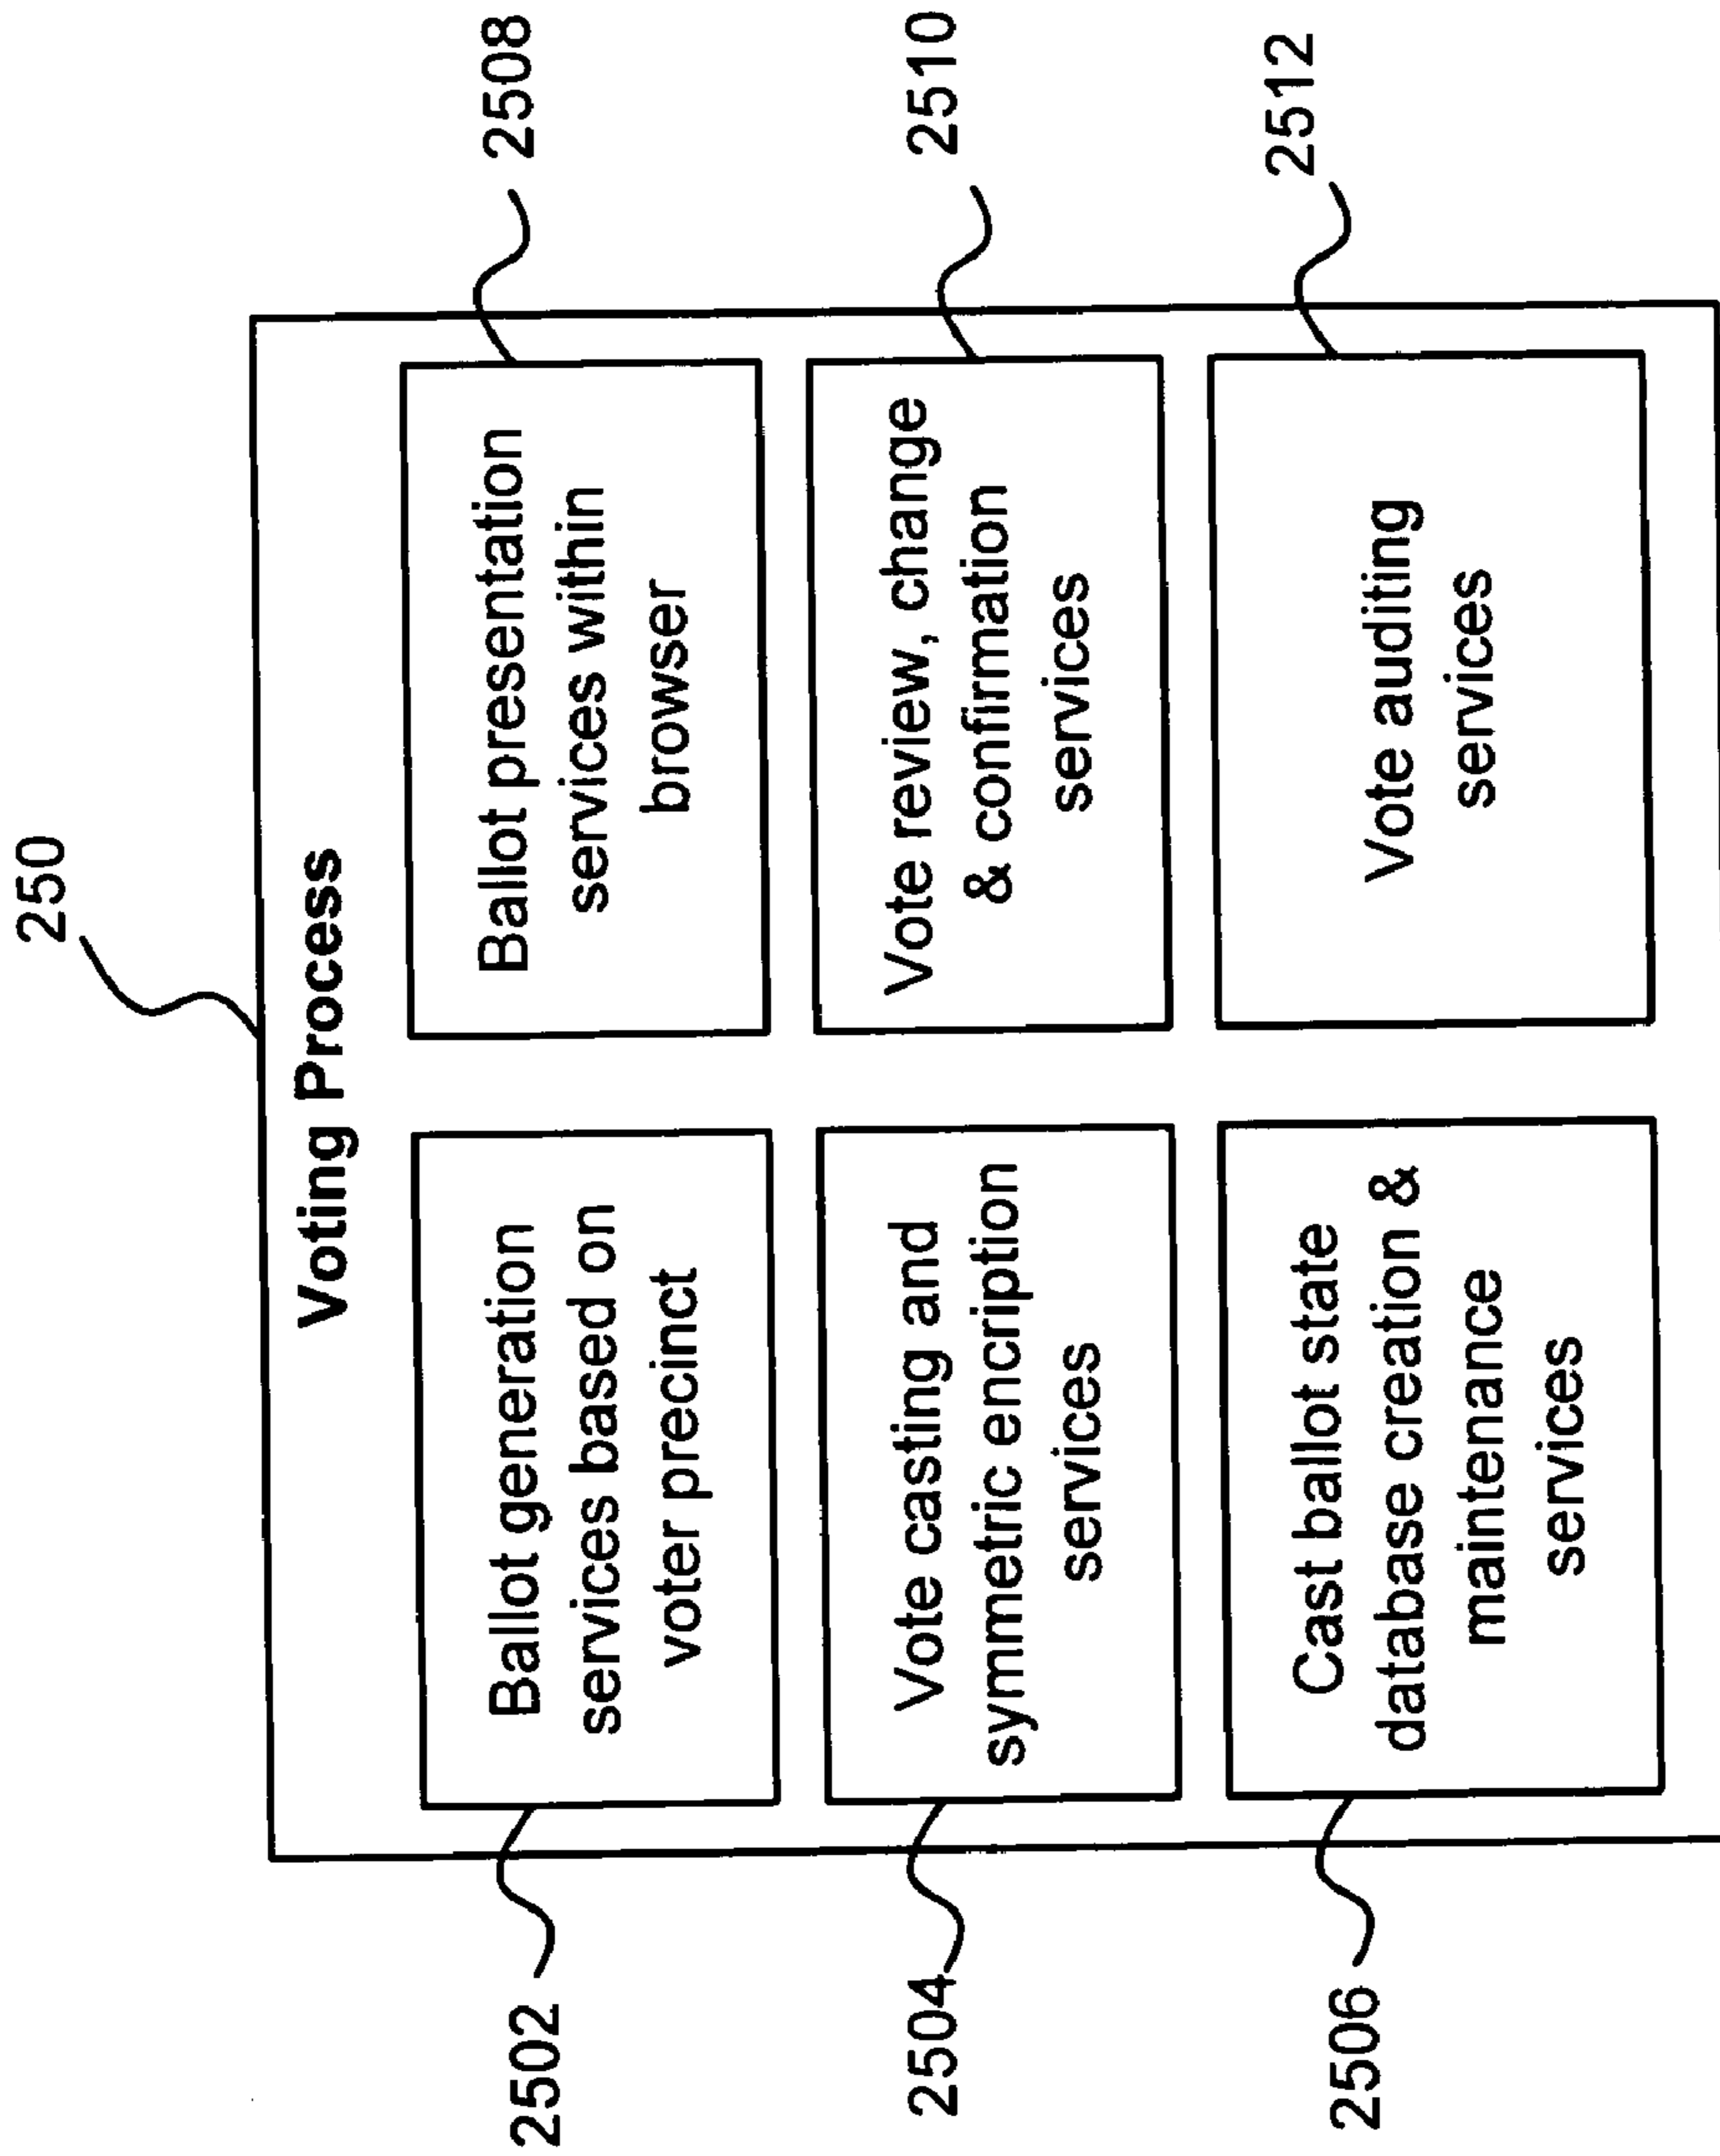 250
Voting Process
2502
Ballot generation
services based on
voter precinct
2508
Ballot presentation
services within
browser
2504
Vote casting and
symmetric encription
services
2510
Vote review, change
& confirmation
services
2506
Cast ballot state
database creation &
maintenance
services
2512
Vote auditing
services